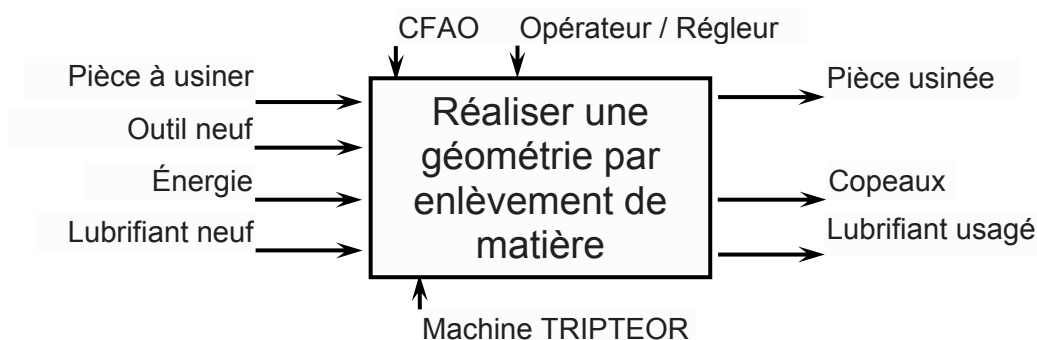 CFAO
Opérateur / Régleur
Pièce à usiner
Outil neuf
Énergie
Lubrifiant neuf
Réaliser une
géométrie par
enlèvement de
matière
Pièce usinée
Copeaux
Lubrifiant usagé
Machine TRIPTEOR